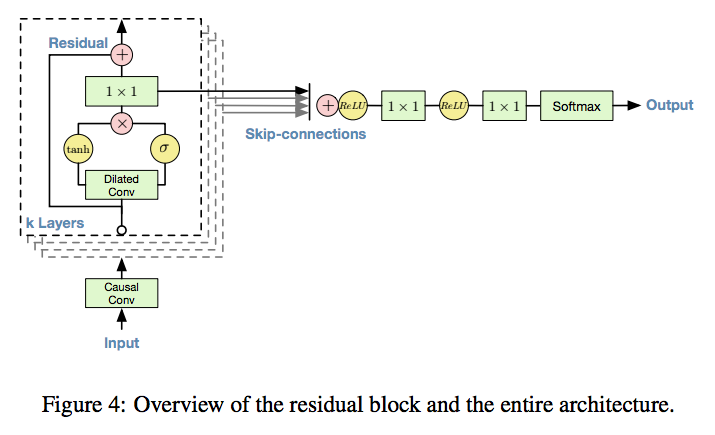 Residual
+
1 × 1
×
tanh
σ
Dilated
Conv
k Layers
Causal
Conv
Input
Skip-connections
+
ReLU
1 × 1
ReLU
1 × 1
Softmax
Output
Figure 4: Overview of the residual block and the entire architecture.